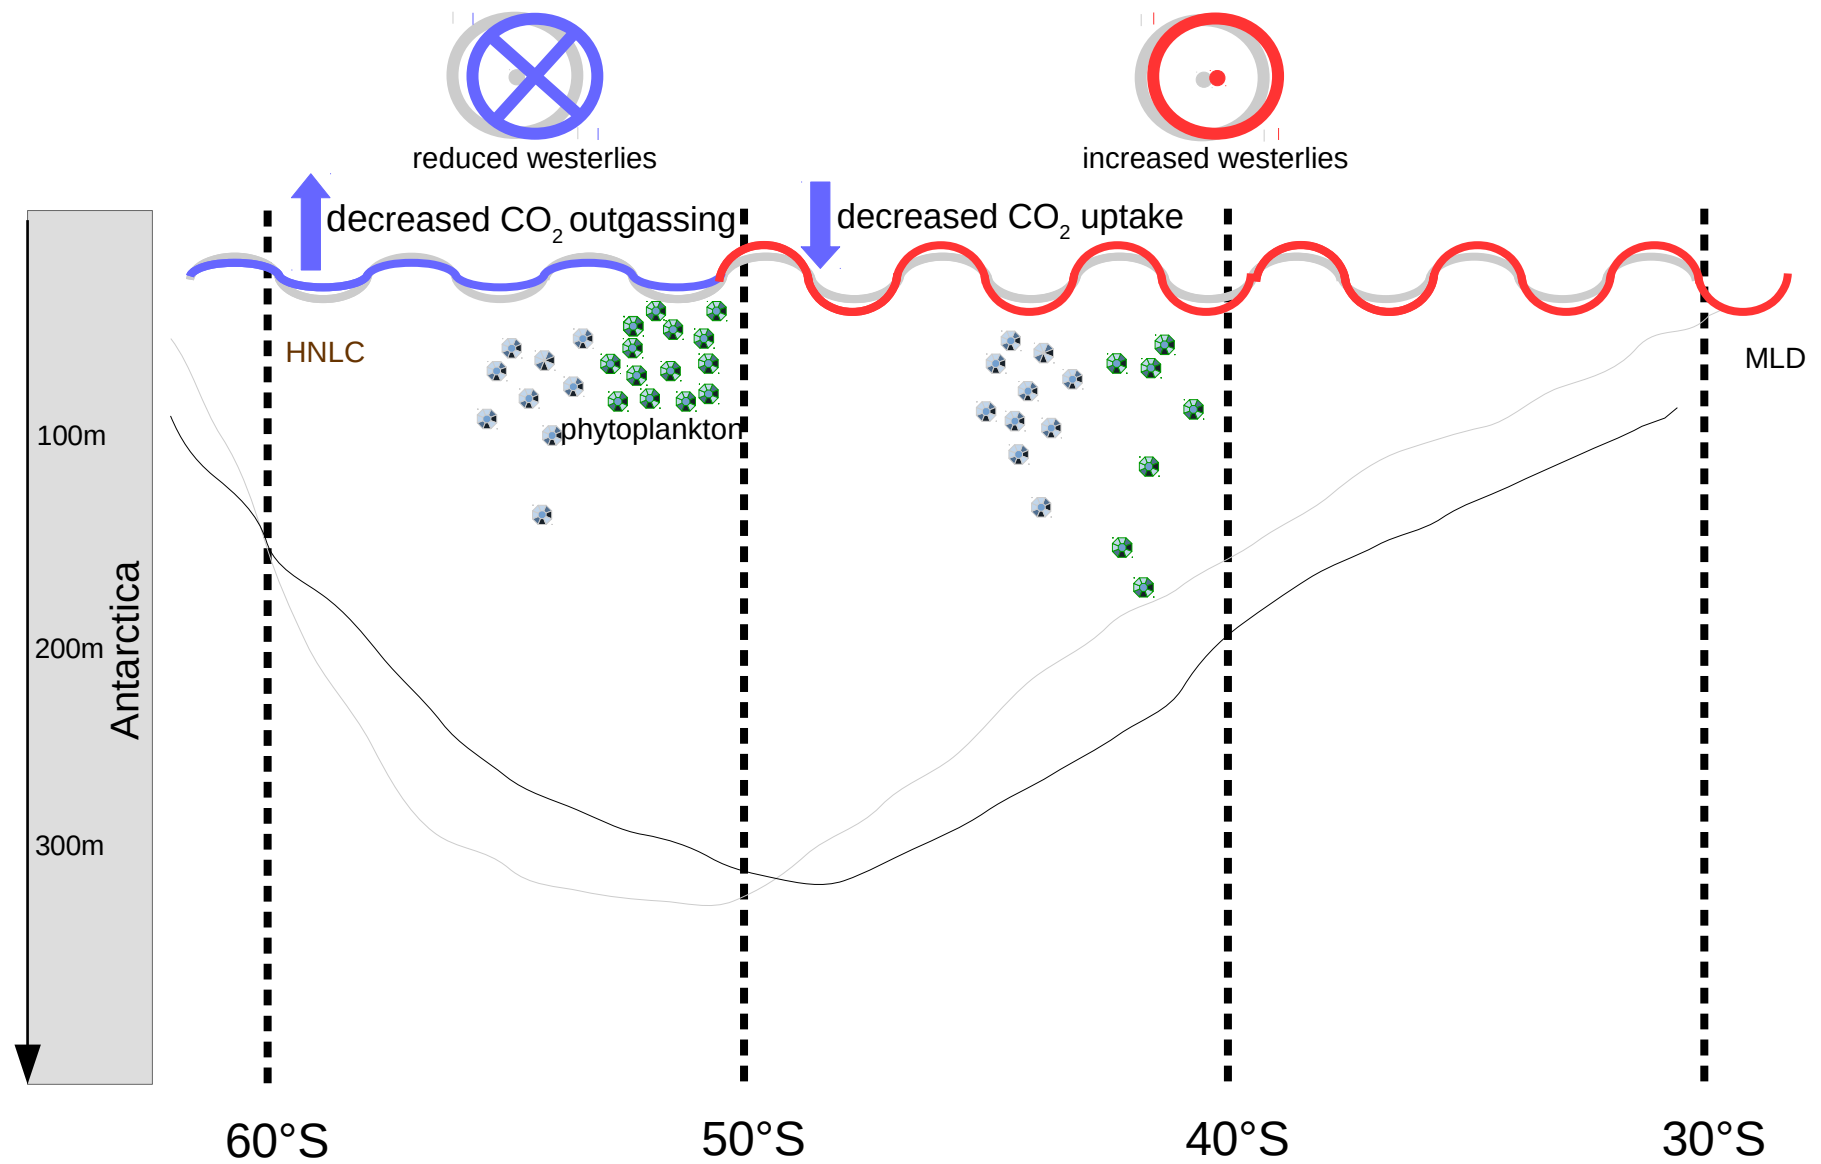 reduced westerlies
increased westerlies
decreased CO2 outgassing
decreased CO2 uptake
HNLC
MLD
phytoplankton
100m
200m
300m
Antarctica
60°S
50°S
40°S
30°S